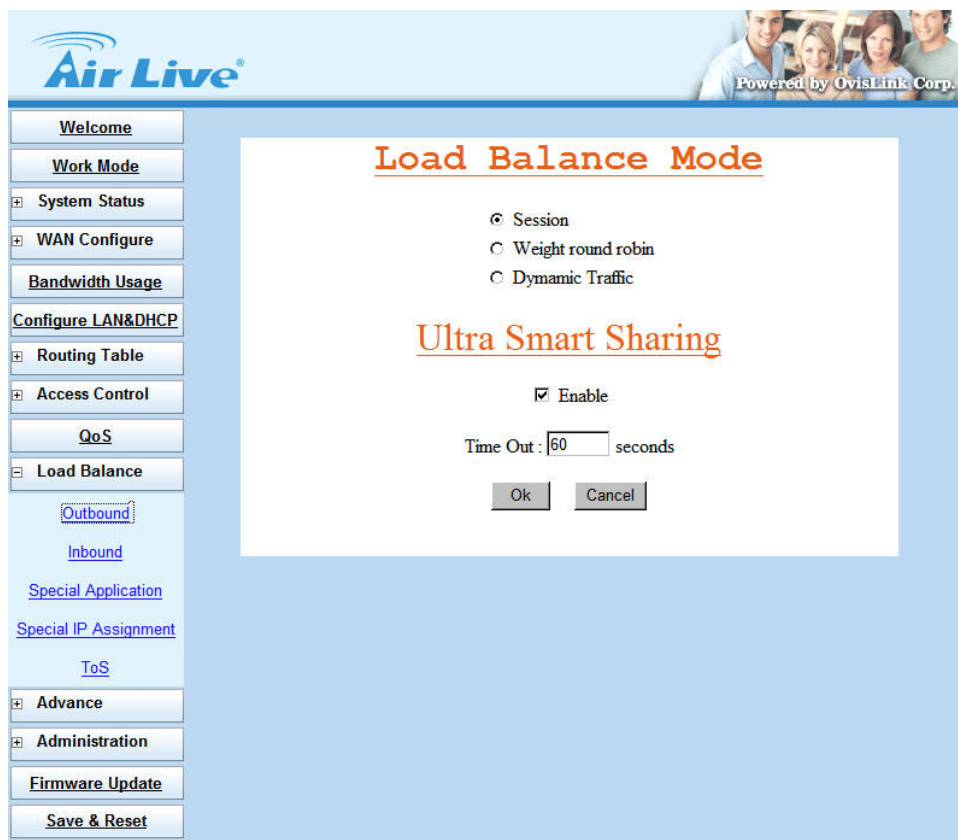 Air Live®
Powered by OvisLink Corp.
Welcome
Work Mode
System Status
WAN Configure
Bandwidth Usage
Configure LAN&DHCP
Routing Table
Access Control
QoS
Load Balance
Outbound
Inbound
Special Application
Special IP Assignment
ToS
Advance
Administration
Firmware Update
Save & Reset
Load Balance Mode
Session
Weight round robin
Dymamic Traffic
Ultra Smart Sharing
Enable
Time Out : 60 seconds
Ok Cancel